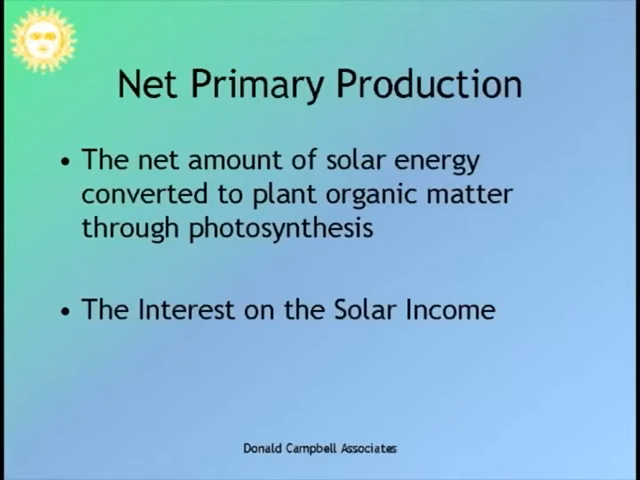 Net Primary Production
• The net amount of solar energy
converted to plant organic matter
through photosynthesis
• The Interest on the Solar Income
Donald Campbell Associates